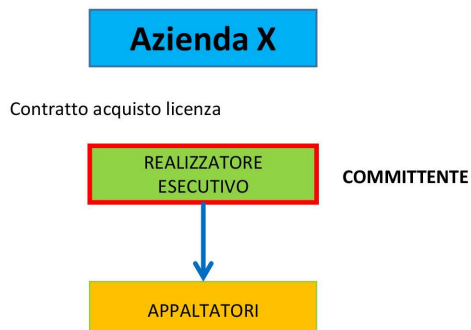 Azienda X
Contratto acquisto licenza
REALIZZATORE
ESECUTIVO
COMMITTENTE
APPALTATORI